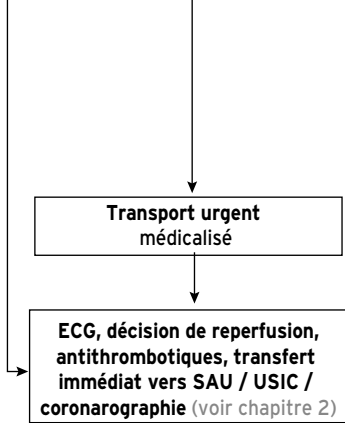 Transport urgent
médicalisé
ECG, décision de reperfusion,
antithrombotiques, transfert
immédiat vers SAU / USIC /
coronarographie (voir chapitre 2)